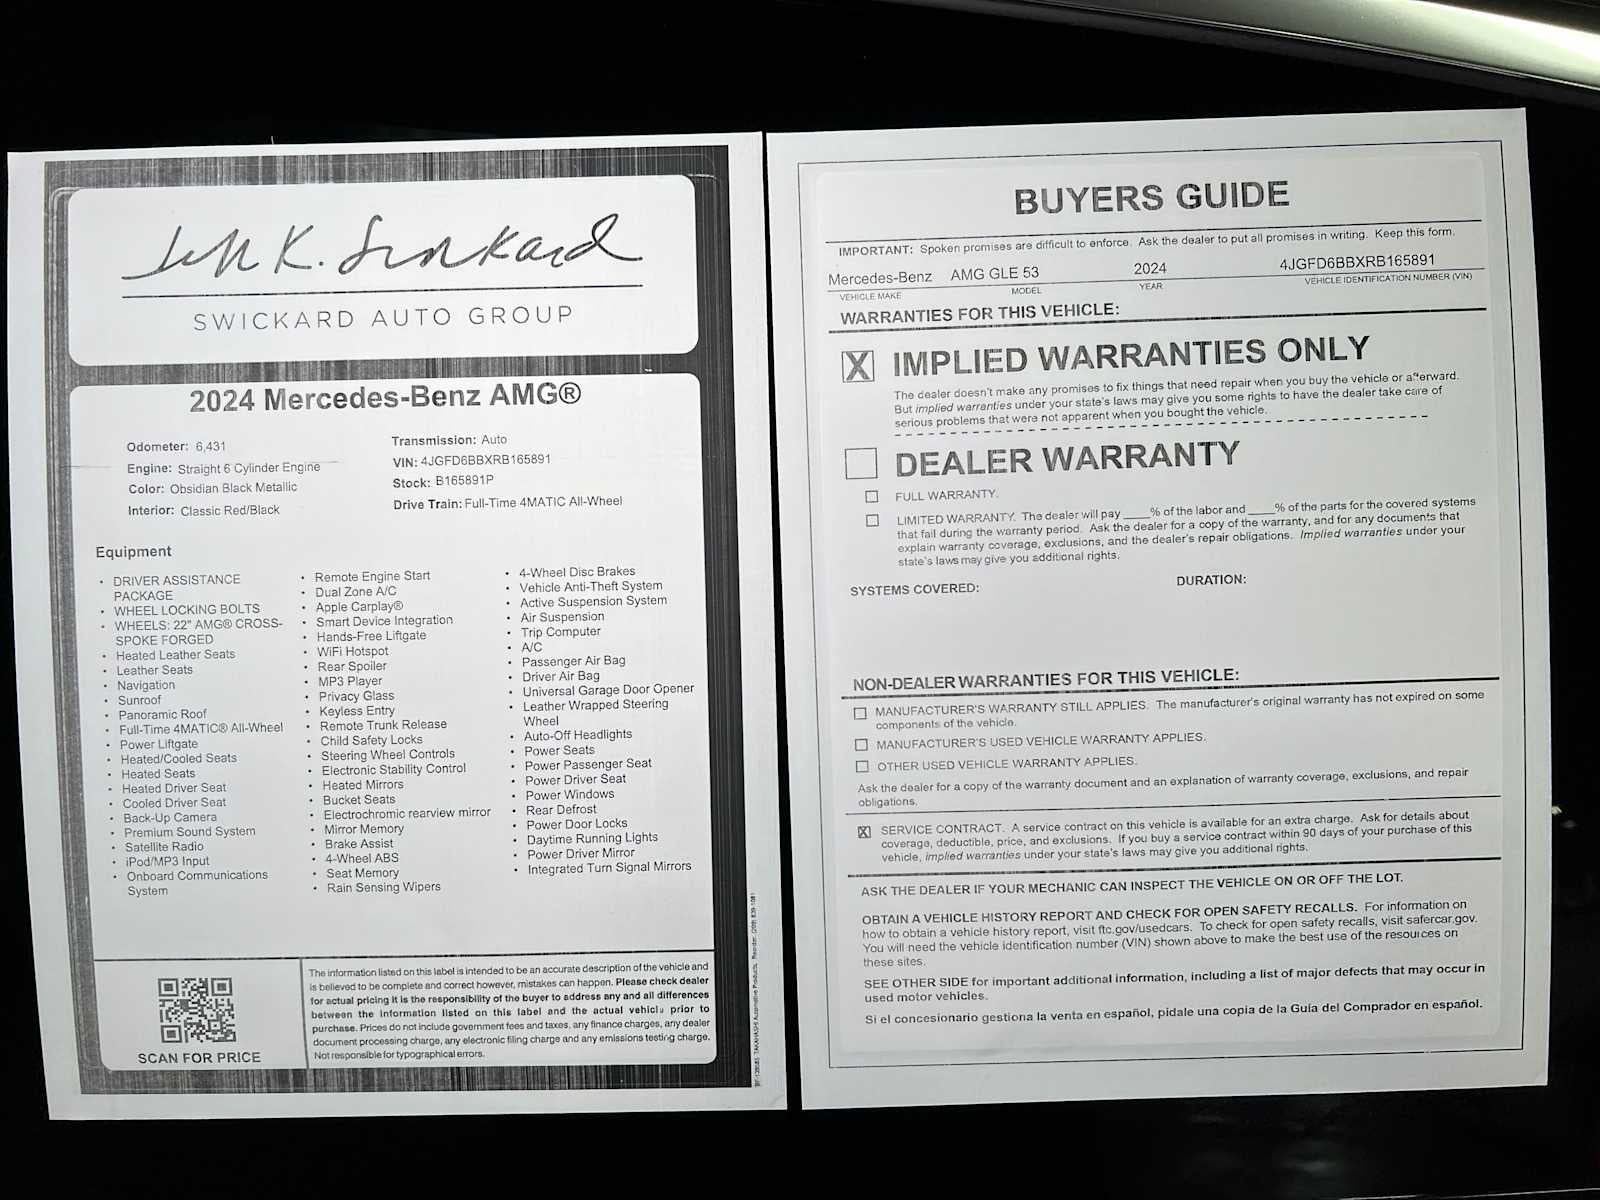 Jeff K. Swickard
SWICKARD AUTO GROUP
2024 Mercedes-Benz AMG®
Odometer: 6,431
Engine: Straight 6 Cylinder Engine
Color: Obsidian Black Metallic
Interior: Classic Red/Black
Transmission: Auto
VIN: 4JGFD6BBXRB165891
Stock: B165891P
Drive Train: Full-Time 4MATIC All-Wheel
Equipment
• DRIVER ASSISTANCE
PACKAGE
• WHEEL LOCKING BOLTS
• WHEELS: 22" AMG® CROSS-
SPOKE FORGED
• Heated Leather Seats
• Leather Seats
• Navigation
• Sunroof
• Panoramic Roof
• Full-Time 4MATIC® All-Wheel
• Power Liftgate
• Heated/Cooled Seats
• Heated Seats
• Heated Driver Seat
• Cooled Driver Seat
• Back-Up Camera
• Premium Sound System
• Satellite Radio
• iPod/MP3 Input
• Onboard Communications
System
• Remote Engine Start
• Dual Zone A/C
• Apple Carplay®
• Smart Device Integration
• Hands-Free Liftgate
• WiFi Hotspot
• Rear Spoiler
• MP3 Player
• Privacy Glass
• Keyless Entry
• Remote Trunk Release
• Child Safety Locks
• Steering Wheel Controls
• Electronic Stability Control
• Heated Mirrors
• Bucket Seats
• Electrochromic rearview mirror
• Mirror Memory
• Brake Assist
• 4-Wheel ABS
• Seat Memory
• Rain Sensing Wipers
• 4-Wheel Disc Brakes
• Vehicle Anti-Theft System
• Active Suspension System
• Air Suspension
• Trip Computer
• A/C
• Passenger Air Bag
• Driver Air Bag
• Universal Garage Door Opener
• Leather Wrapped Steering
Wheel
• Auto-Off Headlights
• Power Seats
• Power Passenger Seat
• Power Driver Seat
• Power Windows
• Rear Defrost
• Power Door Locks
• Daytime Running Lights
• Power Driver Mirror
• Integrated Turn Signal Mirrors
SCAN FOR PRICE
The information listed on this label is intended to be an accurate description of the vehicle and
is believed to be complete and correct however, mistakes can happen. Please check dealer
for actual pricing it is the responsibility of the buyer to address any and all differences
between the information listed on this label and the actual vehicle prior to
purchase. Prices do not include government fees and taxes, any finance charges, any dealer
document processing charge, any electronic filing charge and any emissions testing charge.
Not responsible for typographical errors.
TAKAHASHI Automotive Products, Reorder: (208) 639-1081
BUYERS GUIDE
IMPORTANT: Spoken promises are difficult to enforce. Ask the dealer to put all promises in writing. Keep this form.
Mercedes-Benz AMG GLE 53 2024 4JGFD6BBXRB165891
VEHICLE MAKE MODEL YEAR VEHICLE IDENTIFICATION NUMBER (VIN)
WARRANTIES FOR THIS VEHICLE:
X IMPLIED WARRANTIES ONLY
The dealer doesn't make any promises to fix things that need repair when you buy the vehicle or afterward.
But implied warranties under your state's laws may give you some rights to have the dealer take care of
serious problems that were not apparent when you bought the vehicle.
DEALER WARRANTY
FULL WARRANTY.
LIMITED WARRANTY. The dealer will pay ____% of the labor and ____% of the parts for the covered systems
that fail during the warranty period. Ask the dealer for a copy of the warranty, and for any documents that
explain warranty coverage, exclusions, and the dealer's repair obligations. Implied warranties under your
state's laws may give you additional rights.
SYSTEMS COVERED: DURATION:
NON-DEALER WARRANTIES FOR THIS VEHICLE:
MANUFACTURER'S WARRANTY STILL APPLIES. The manufacturer's original warranty has not expired on some
components of the vehicle.
MANUFACTURER'S USED VEHICLE WARRANTY APPLIES.
OTHER USED VEHICLE WARRANTY APPLIES.
Ask the dealer for a copy of the warranty document and an explanation of warranty coverage, exclusions, and repair
obligations.
X SERVICE CONTRACT. A service contract on this vehicle is available for an extra charge. Ask for details about
coverage, deductible, price, and exclusions. If you buy a service contract within 90 days of your purchase of this
vehicle, implied warranties under your state's laws may give you additional rights.
ASK THE DEALER IF YOUR MECHANIC CAN INSPECT THE VEHICLE ON OR OFF THE LOT.
OBTAIN A VEHICLE HISTORY REPORT AND CHECK FOR OPEN SAFETY RECALLS. For information on
how to obtain a vehicle history report, visit ftc.gov/usedcars. To check for open safety recalls, visit safercar.gov.
You will need the vehicle identification number (VIN) shown above to make the best use of the resources on
these sites.
SEE OTHER SIDE for important additional information, including a list of major defects that may occur in
used motor vehicles.
Si el concesionario gestiona la venta en español, pídale una copia de la Guía del Comprador en español.